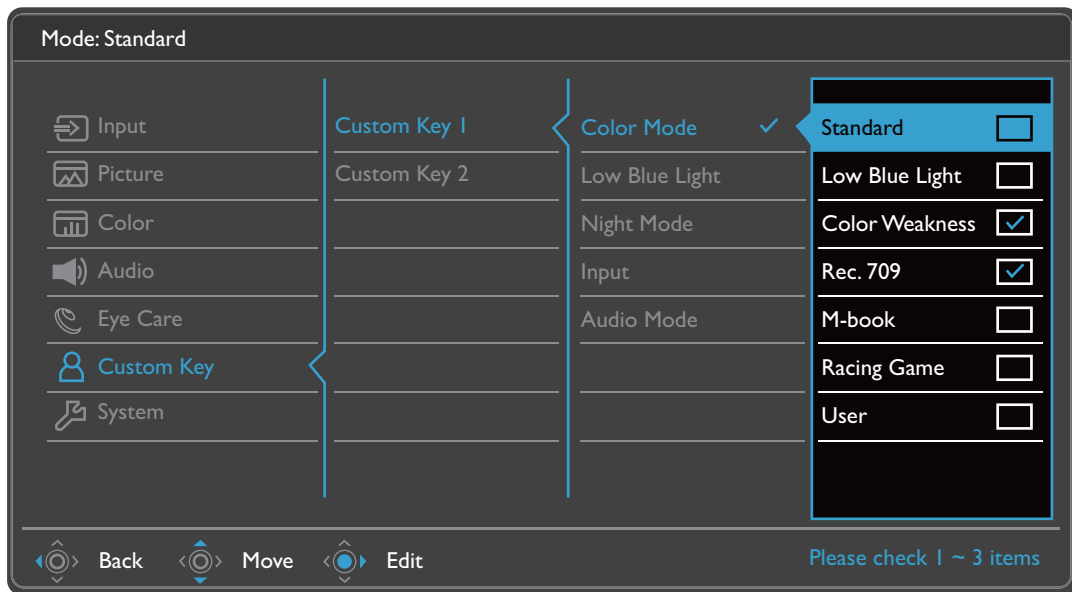 Mode: Standard
Input
Picture
Color
Audio
Eye Care
Custom Key
System
Custom Key 1
Custom Key 2
Color Mode
Low Blue Light
Night Mode
Input
Audio Mode
Standard
Low Blue Light
Color Weakness
Rec. 709
M-book
Racing Game
User
Back
Move
Edit
Please check 1 ~ 3 items